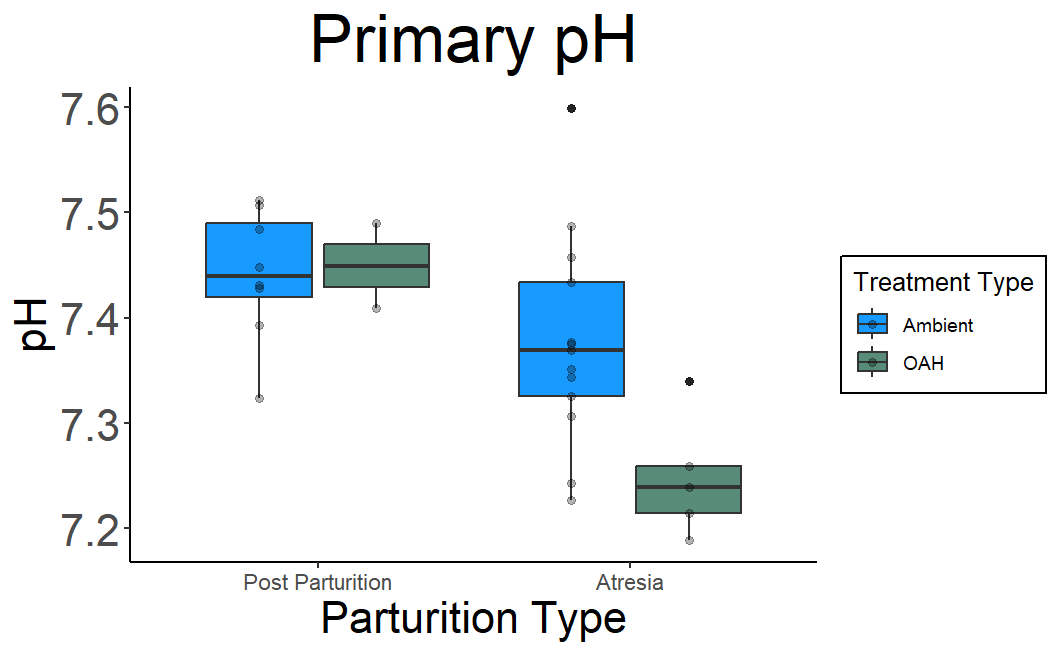 Primary pH
7.6
7.5
7.4
7.3
7.2
pH
Post Parturition
Atresia
Parturition Type
Treatment Type
Ambient
OAH